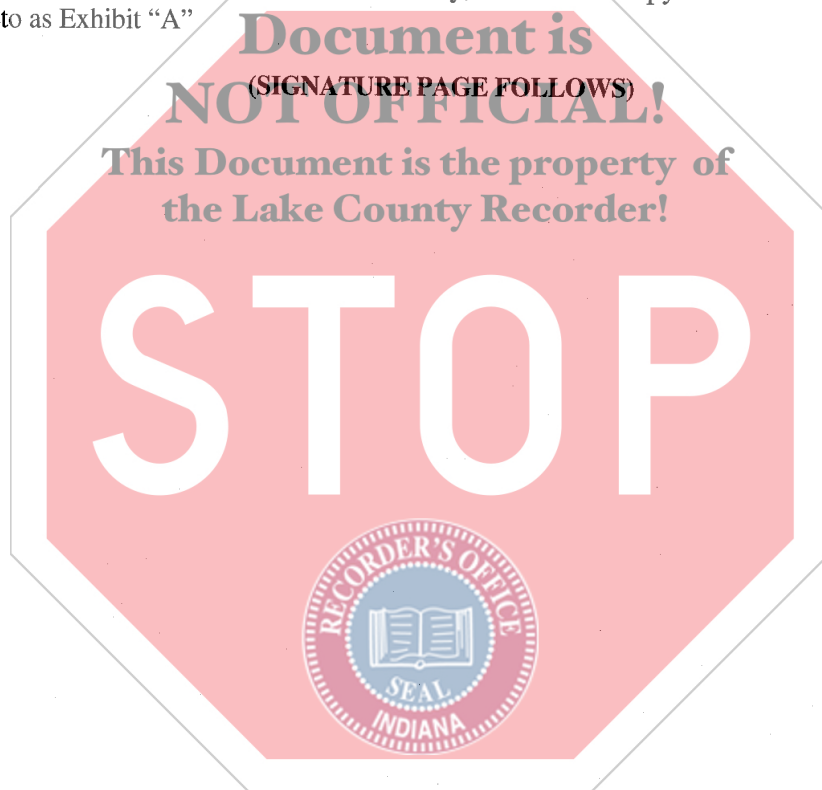 to as Exhibit “A”
Document is
(SIGNATURE PAGE FOLLOWS)
NOT OFFICIAL!
This Document is the property of
the Lake County Recorder!
STOP
RECORDER'S OFFICE
SEAL
INDIANA